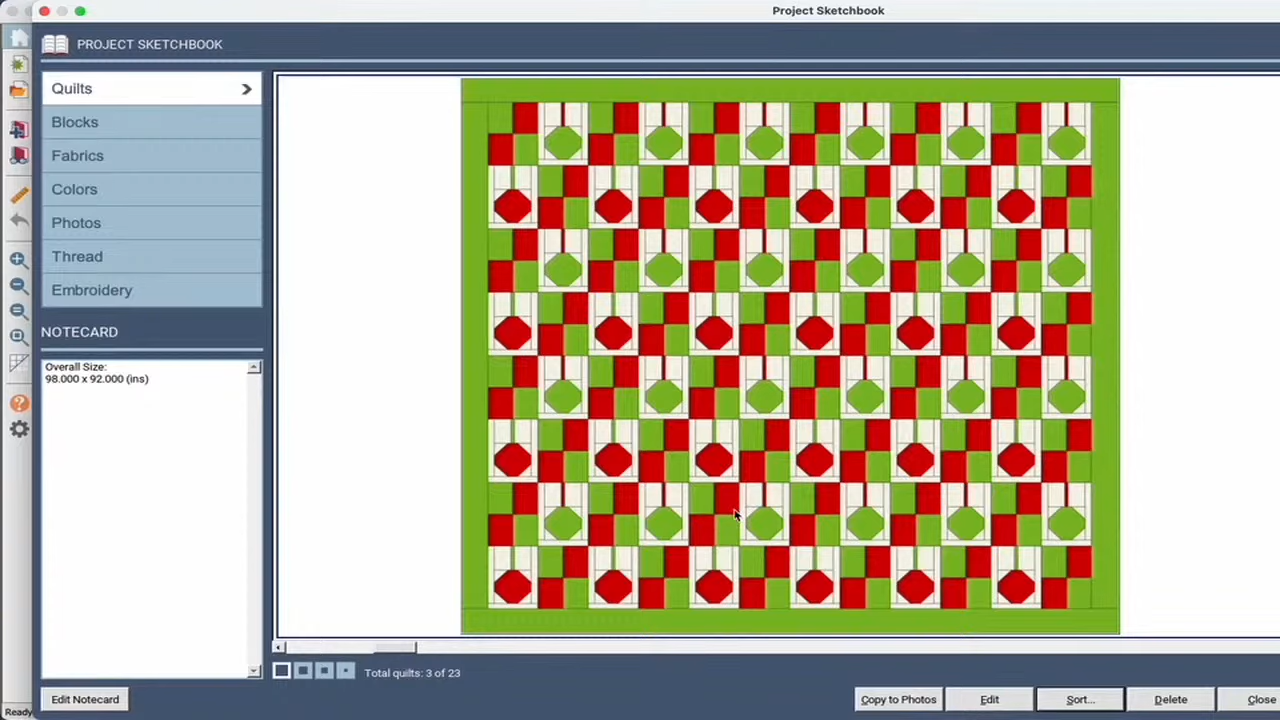 Project Sketchbook
PROJECT SKETCHBOOK
Quilts
Blocks
Fabrics
Colors
Photos
Thread
Embroidery
NOTECARD
Overall Size:
98.000 x 92.000 (ins)
Total quilts: 3 of 23
Edit Notecard
Copy to Photos
Edit
Sort...
Delete
Close
Ready